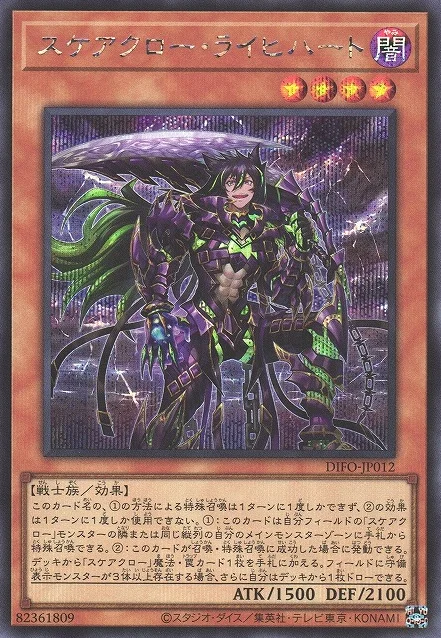 スケアクロー・ライヒハート
闇
DIFO-JP012
【戦士族/効果】
このカード名の、①の方法による特殊召喚は1ターンに1度しかできず、②の効果
は1ターンに1度しか使用できない。①:このカードは自分フィールドの「スケアク
ロー」モンスターの隣または同じ縦列の自分のメインモンスターゾーンに手札から
特殊召喚できる。②:このカードが召喚・特殊召喚に成功した場合に発動できる。
デッキから「スケアクロー」魔法・罠カード1枚を手札に加える。フィールドに守備
表示モンスターが3体以上存在する場合、さらに自分はデッキから1枚ドローできる。
ATK/1500 DEF/2100
82361809
©スタジオ・ダイス/集英社・テレビ東京・KONAMI